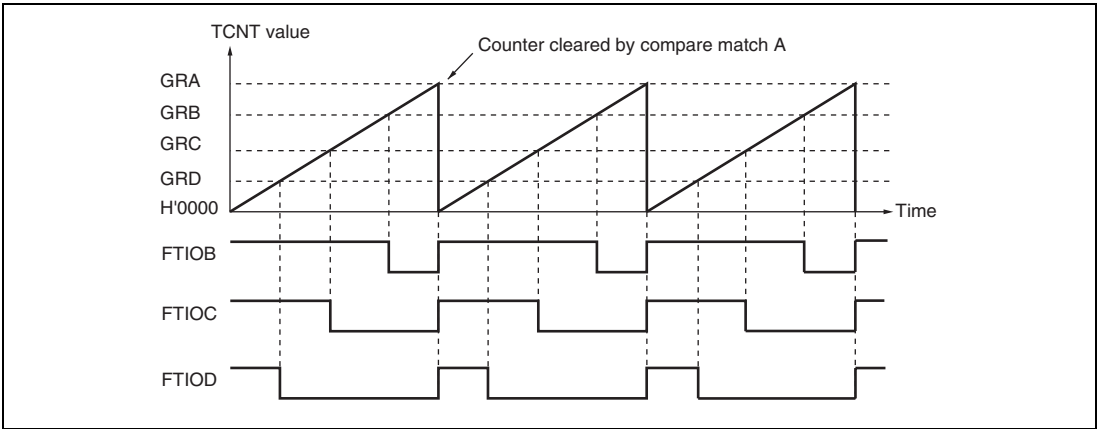 TCNT value
Counter cleared by compare match A
GRA
GRB
GRC
GRD
H'0000
Time
FTIOB
FTIOC
FTIOD